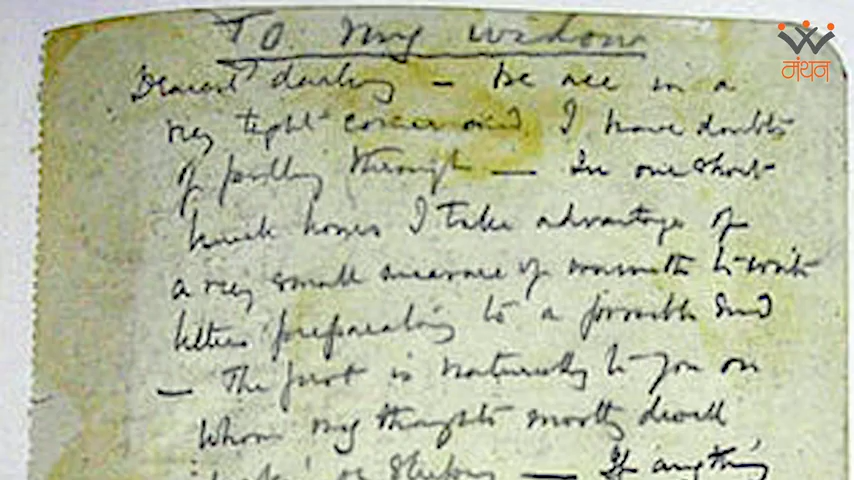 To my widow
मंथन
Dearest darling — we are in a
very tight corner and I have doubts
of pulling through — In our short
lunch hours I take advantage of
a very small measure of warmth to write
letters preparatory to a possible end
— The first is naturally to you on
whom my thoughts mostly dwell
waking or sleeping — If anything